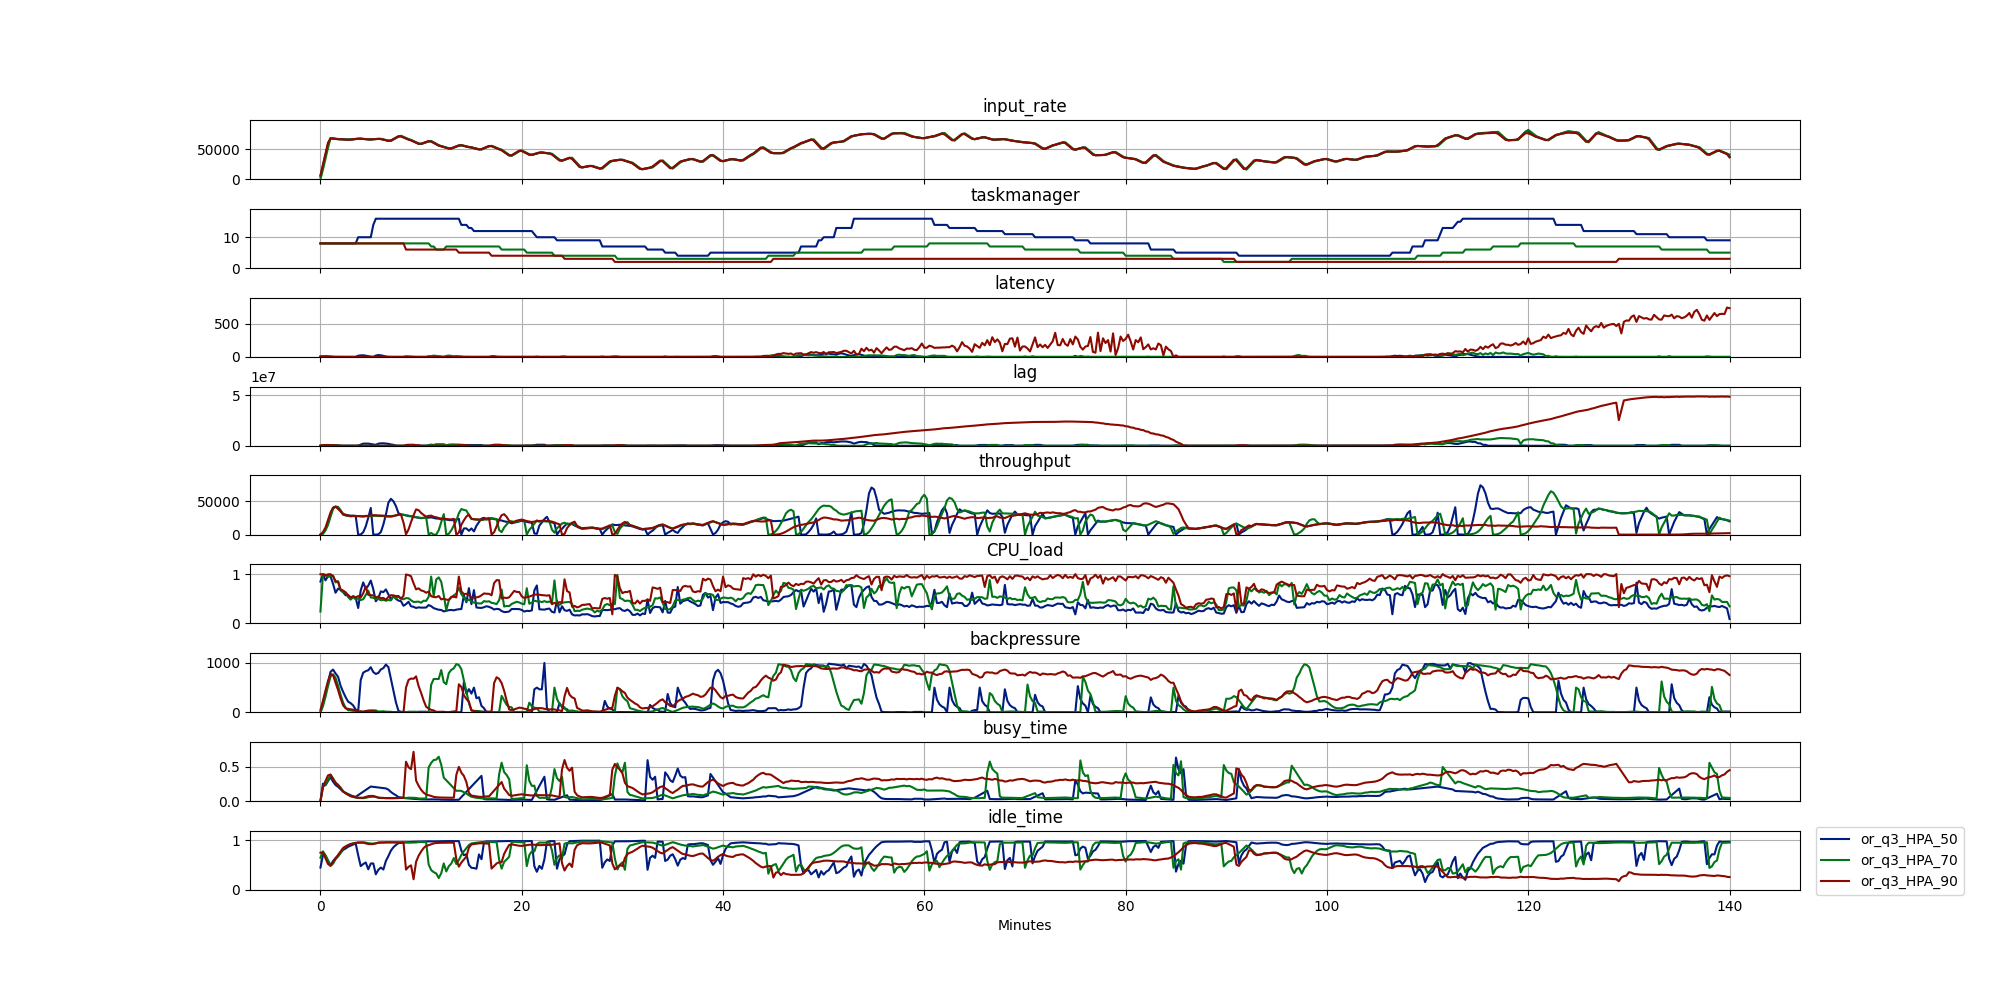 input_rate
50000
0
taskmanager
10
0
latency
500
0
1e7
lag
5
0
throughput
50000
0
CPU_load
1
0
backpressure
1000
0
busy_time
0.5
0.0
idle_time
1
0
0 20 40 60 80 100 120 140
Minutes
or_q3_HPA_50
or_q3_HPA_70
or_q3_HPA_90